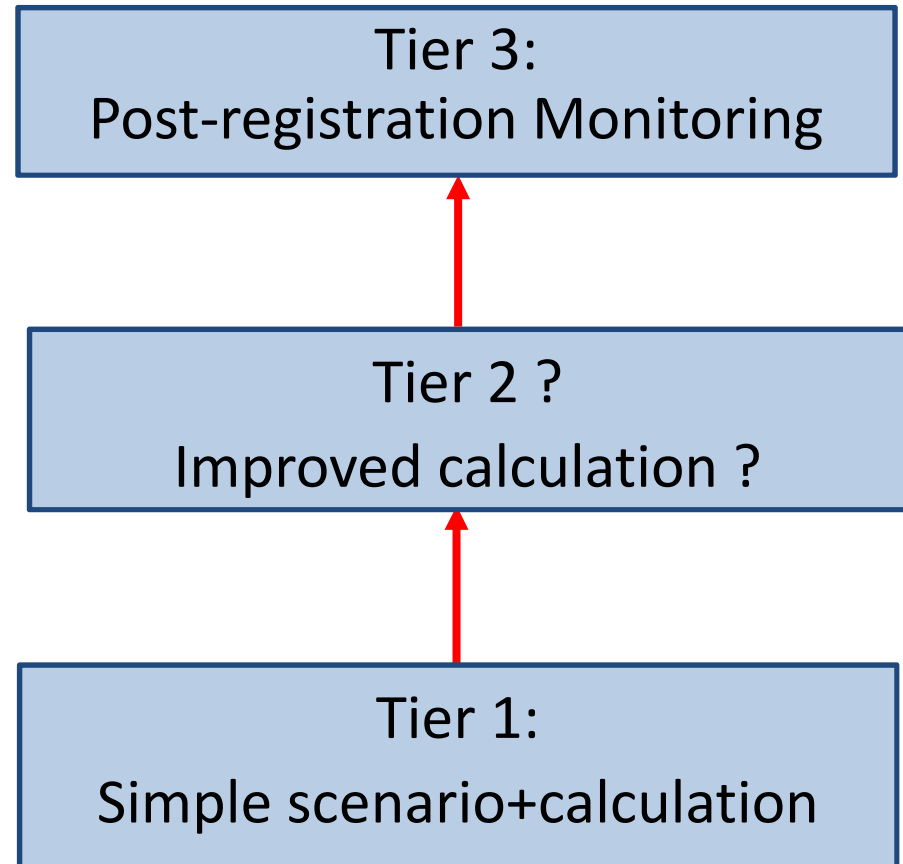 Tier 3:
Post-registration Monitoring
Tier 2 ?
Improved calculation ?
Tier 1:
Simple scenario+calculation